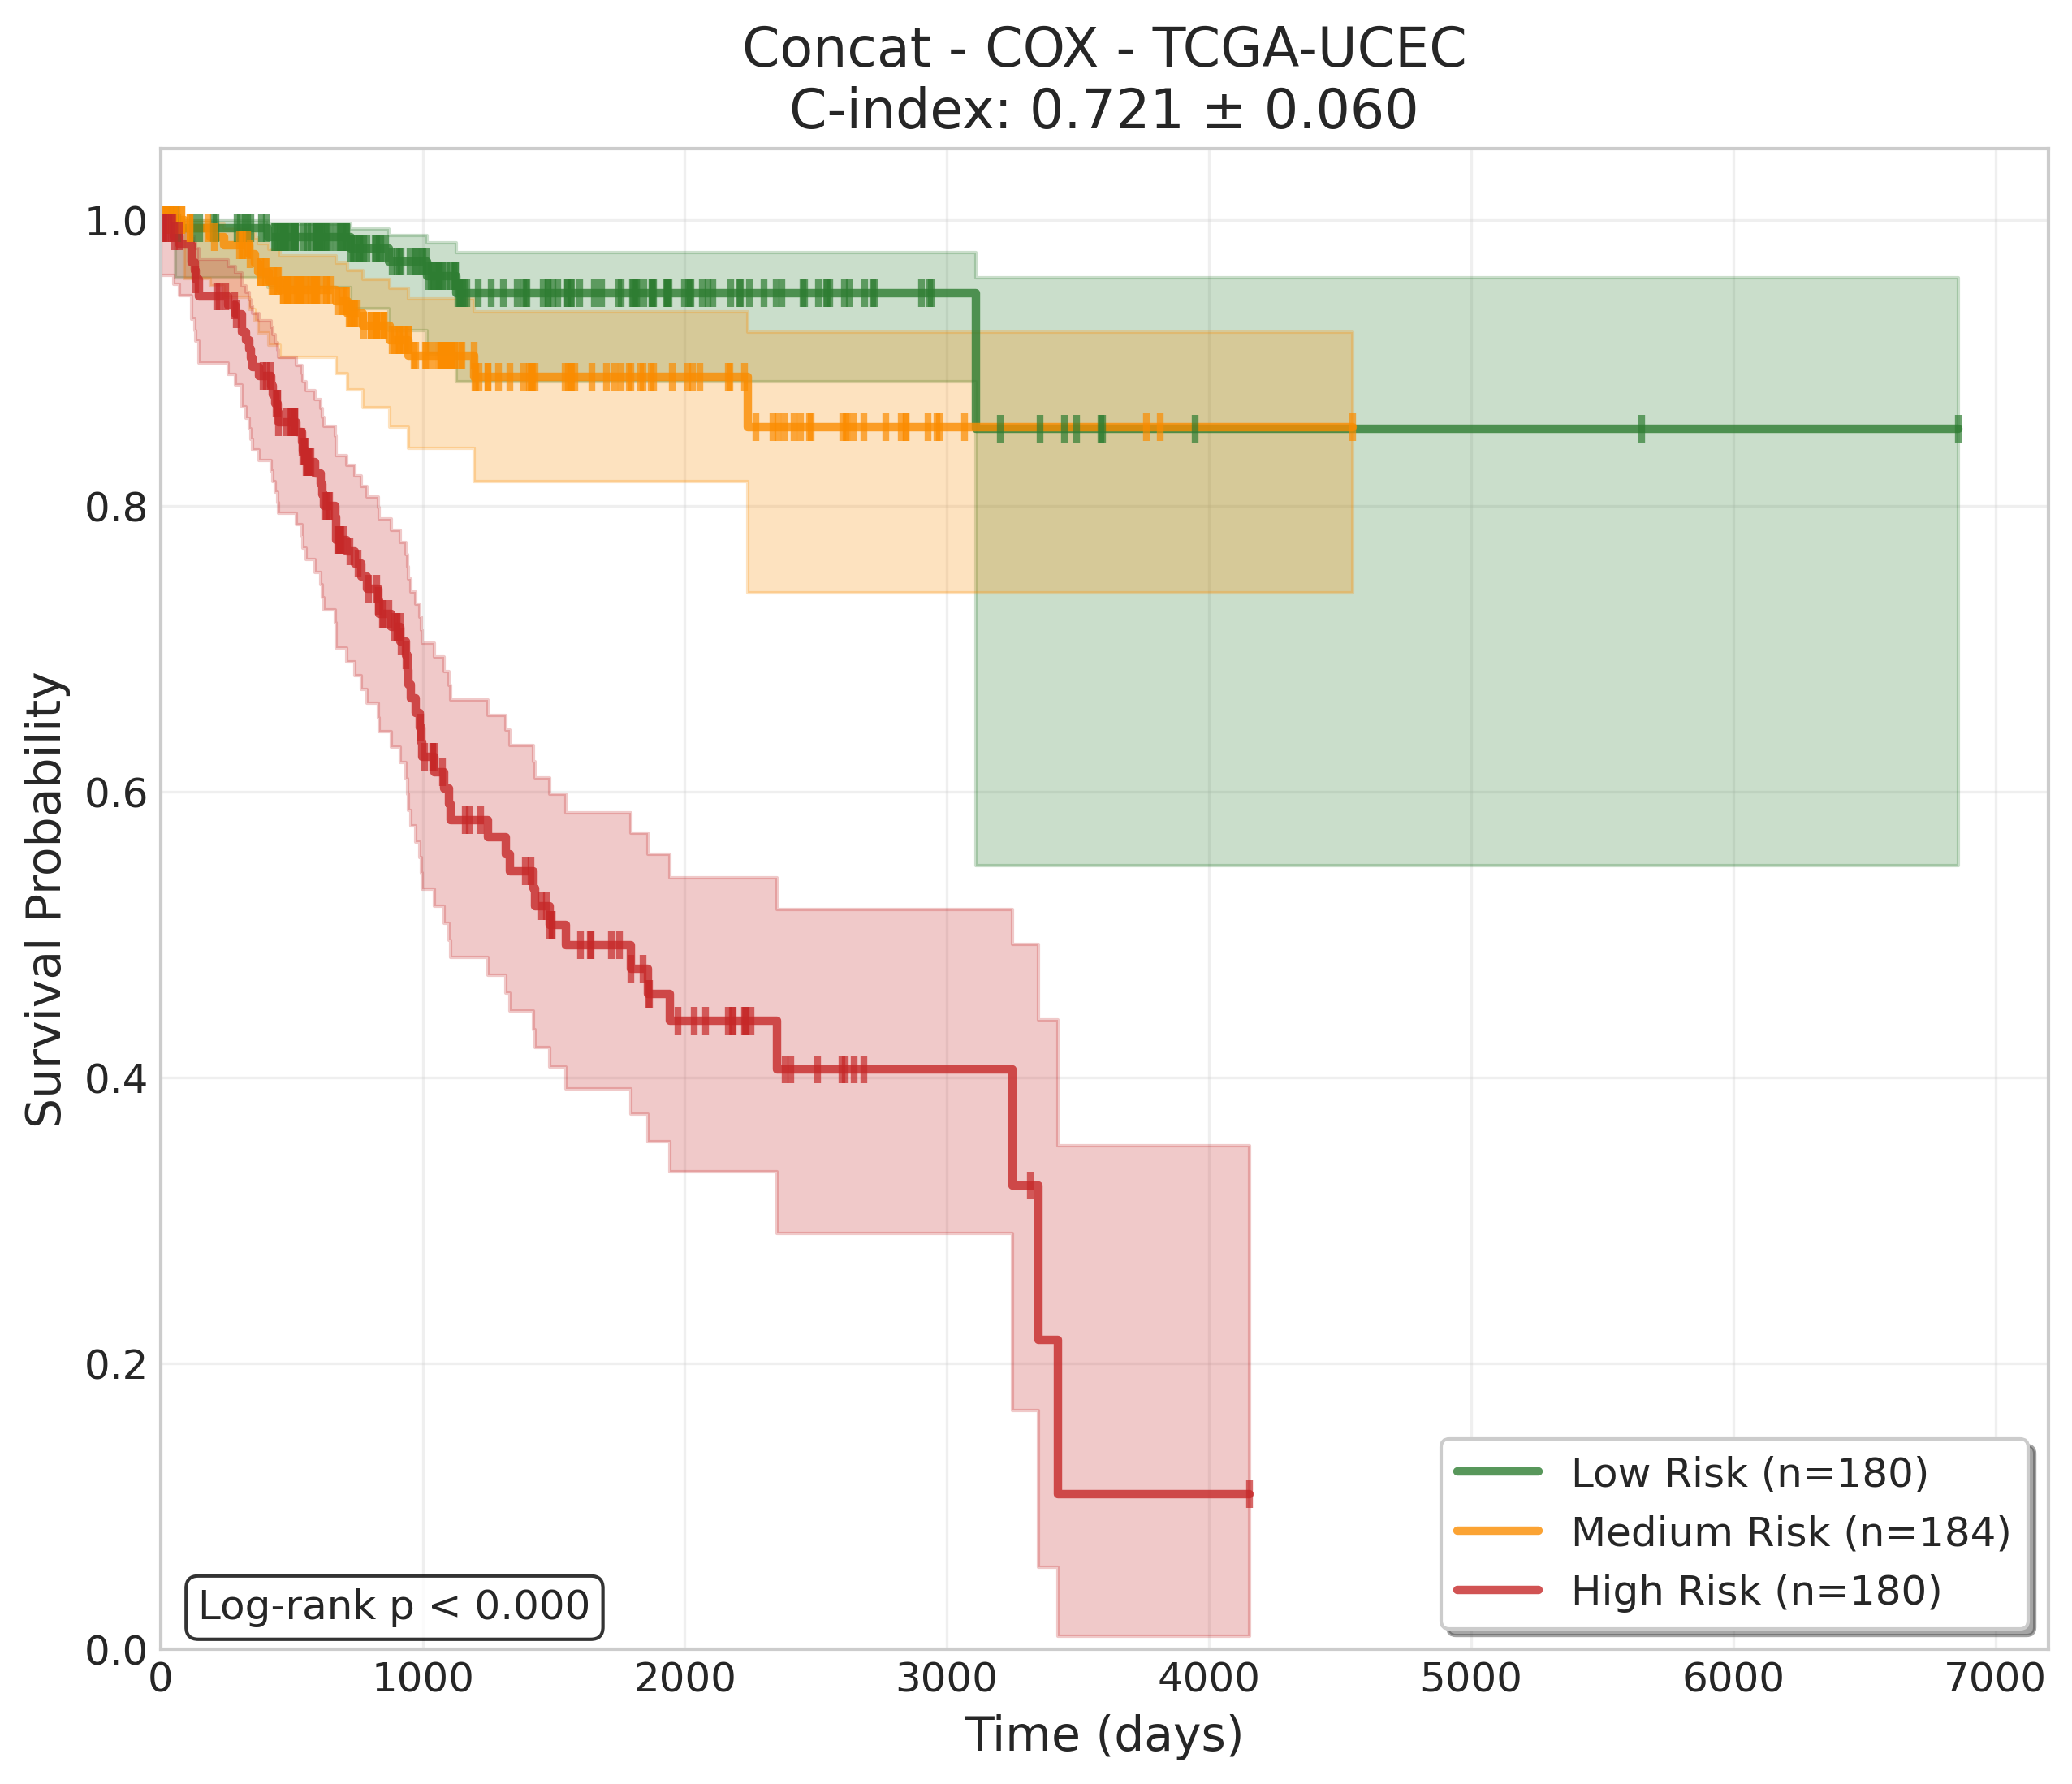 Concat - COX - TCGA-UCEC
C-index: 0.721 ± 0.060
Survival Probability
1.0
0.8
0.6
0.4
0.2
0.0
Log-rank p < 0.000
Low Risk (n=180)
Medium Risk (n=184)
High Risk (n=180)
0 1000 2000 3000 4000 5000 6000 7000
Time (days)